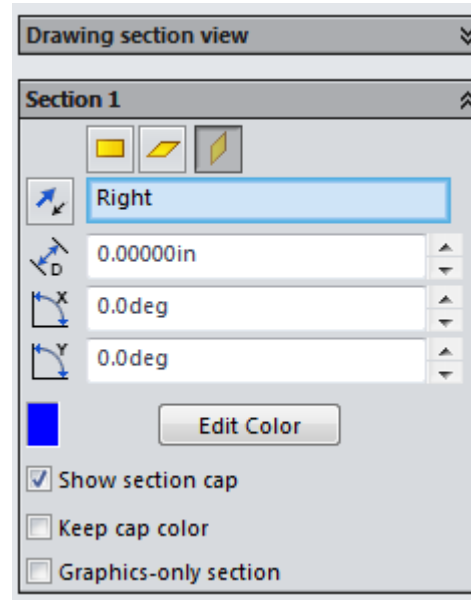 Drawing section view
Section 1
Right
D
0.00000in
X
0.0deg
Y
0.0deg
Edit Color
Show section cap
Keep cap color
Graphics-only section